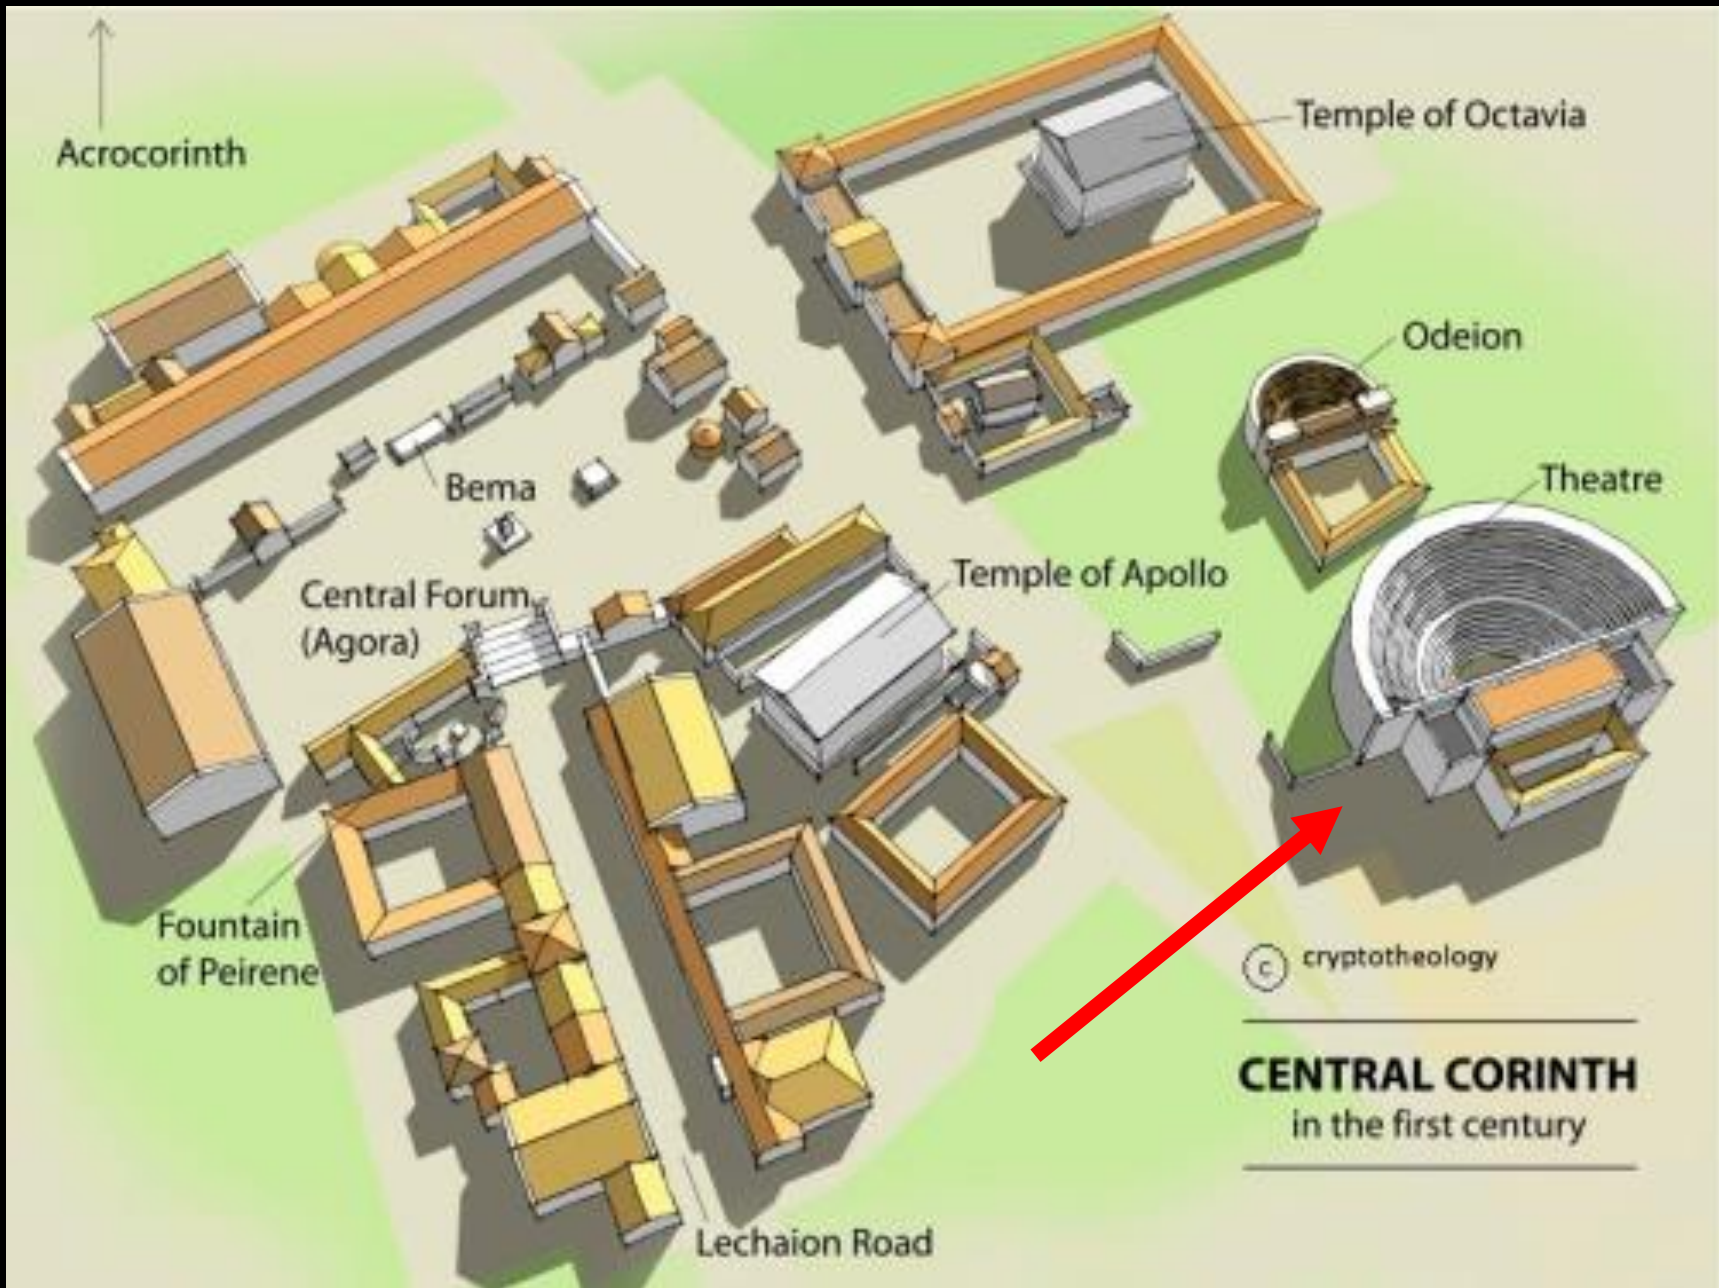 Acrocorinth
Temple of Octavia
Odeion
Theatre
Bema
Temple of Apollo
Central Forum
(Agora)
Fountain
of Peirene
c cryptotheology
CENTRAL CORINTH
in the first century
Lechaion Road